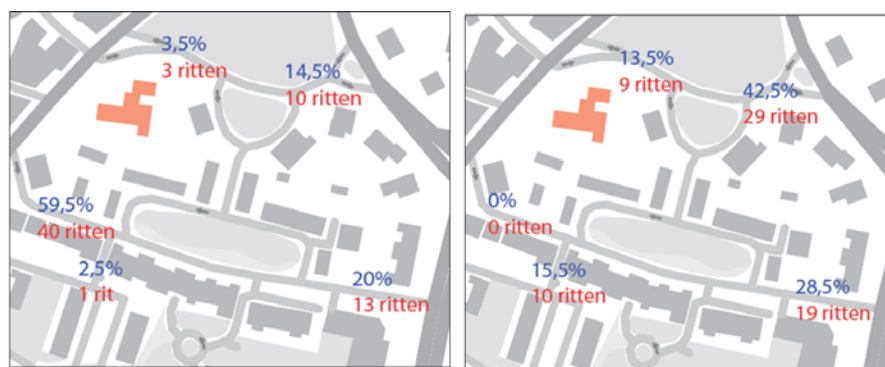 3,5%
3 ritten
14,5%
10 ritten
59,5%
40 ritten
2,5%
1 rit
20%
13 ritten
13,5%
9 ritten
42,5%
29 ritten
0%
0 ritten
15,5%
10 ritten
28,5%
19 ritten